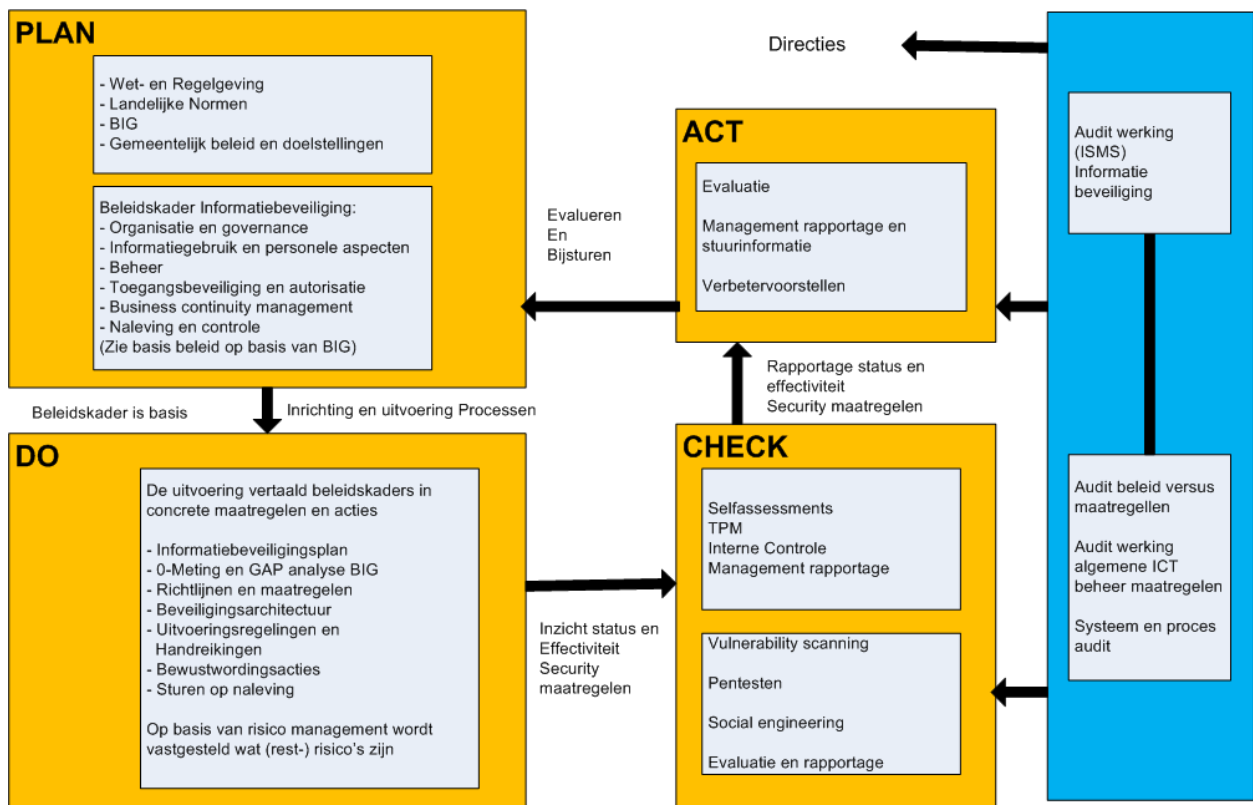 PLAN
- Wet- en Regelgeving
- Landelijke Normen
- BIG
- Gemeentelijk beleid en doelstellingen
Beleidskader Informatiebeveiliging:
- Organisatie en governance
- Informatiegebruik en personele aspecten
- Beheer
- Toegangsbeveiliging en autorisatie
- Business continuity management
- Naleving en controle
(Zie basis beleid op basis van BIG)
Beleidskader is basis
Inrichting en uitvoering Processen
DO
De uitvoering vertaald beleidskaders in
concrete maatregelen en acties
- Informatiebeveiligingsplan
- 0-Meting en GAP analyse BIG
- Richtlijnen en maatregelen
- Beveiligingsarchitectuur
- Uitvoeringsregelingen en
Handreikingen
- Bewustwordingsacties
- Sturen op naleving
Op basis van risico management wordt
vastgesteld wat (rest-) risico's zijn
Inzicht status en
Effectiviteit
Security
maatregelen
CHECK
Selfassessments
TPM
Interne Controle
Management rapportage
Vulnerability scanning
Pentesten
Social engineering
Evaluatie en rapportage
Rapportage status en
effectiviteit
Security maatregelen
ACT
Evaluatie
Management rapportage en
stuurinformatie
Verbetervoorstellen
Evalueren
En
Bijsturen
Directies
Audit werking
(ISMS)
Informatie
beveiliging
Audit beleid versus
maatregellen
Audit werking
algemene ICT
beheer maatregelen
Systeem en proces
audit